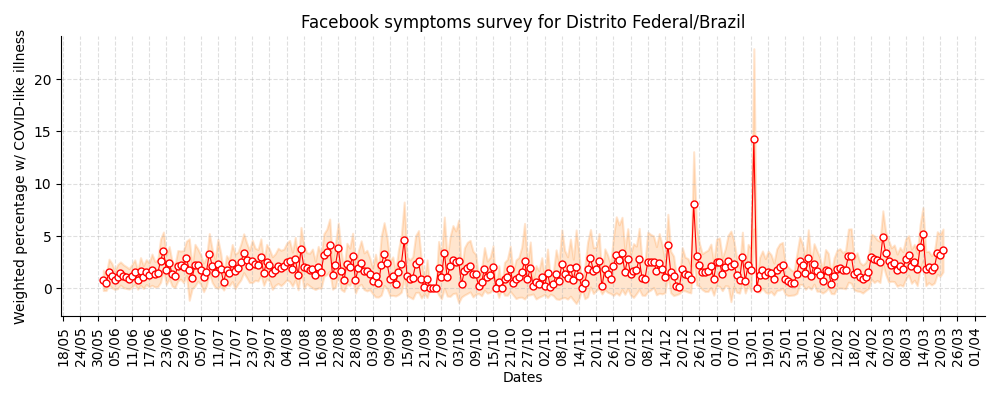 Facebook symptoms survey for Distrito Federal/Brazil
Weighted percentage w/ COVID-like illness
20
15
10
5
0
18/05 24/05 30/05 05/06 11/06 17/06 23/06 29/06 05/07 11/07 17/07 23/07 29/07 04/08 10/08 16/08 22/08 28/08 03/09 09/09 15/09 21/09 27/09 03/10 09/10 15/10 21/10 27/10 02/11 08/11 14/11 20/11 26/11 02/12 08/12 14/12 20/12 26/12 01/01 07/01 13/01 19/01 25/01 31/01 06/02 12/02 18/02 24/02 02/03 08/03 14/03 20/03 26/03 01/04
Dates